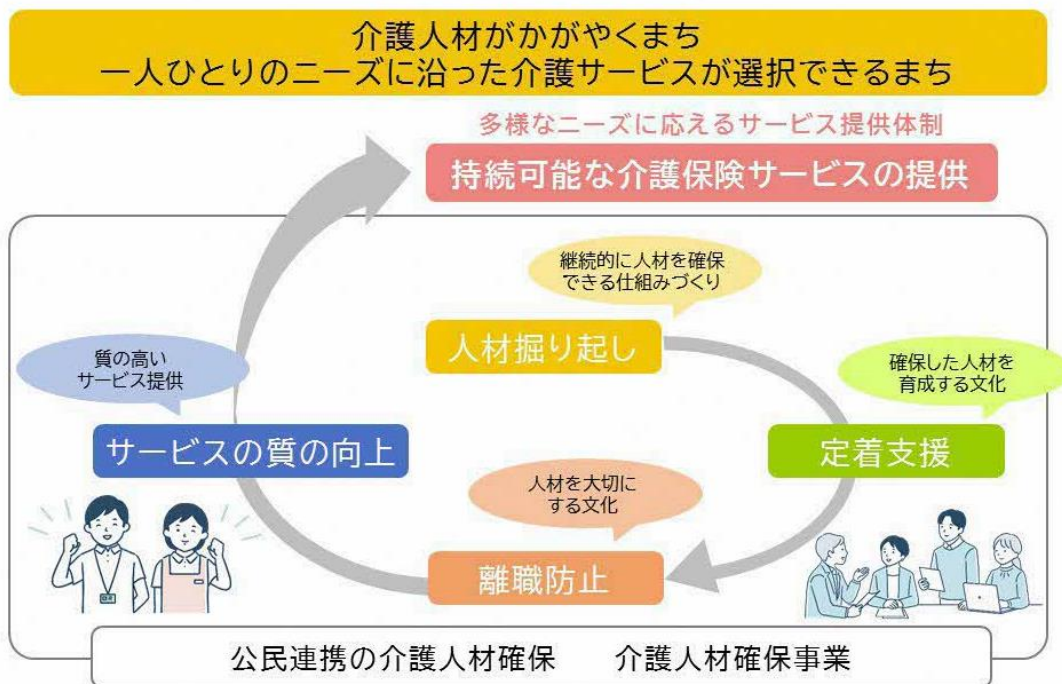 介護人材がかがやくまち
一人ひとりのニーズに沿った介護サービスが選択できるまち
多様なニーズに応えるサービス提供体制
持続可能な介護保険サービスの提供
継続的に人材を確保
できる仕組みづくり
人材掘り起し
質の高い
サービス提供
確保した人材を
育成する文化
サービスの質の向上
定着支援
人材を大切に
する文化
離職防止
公民連携の介護人材確保　　介護人材確保事業